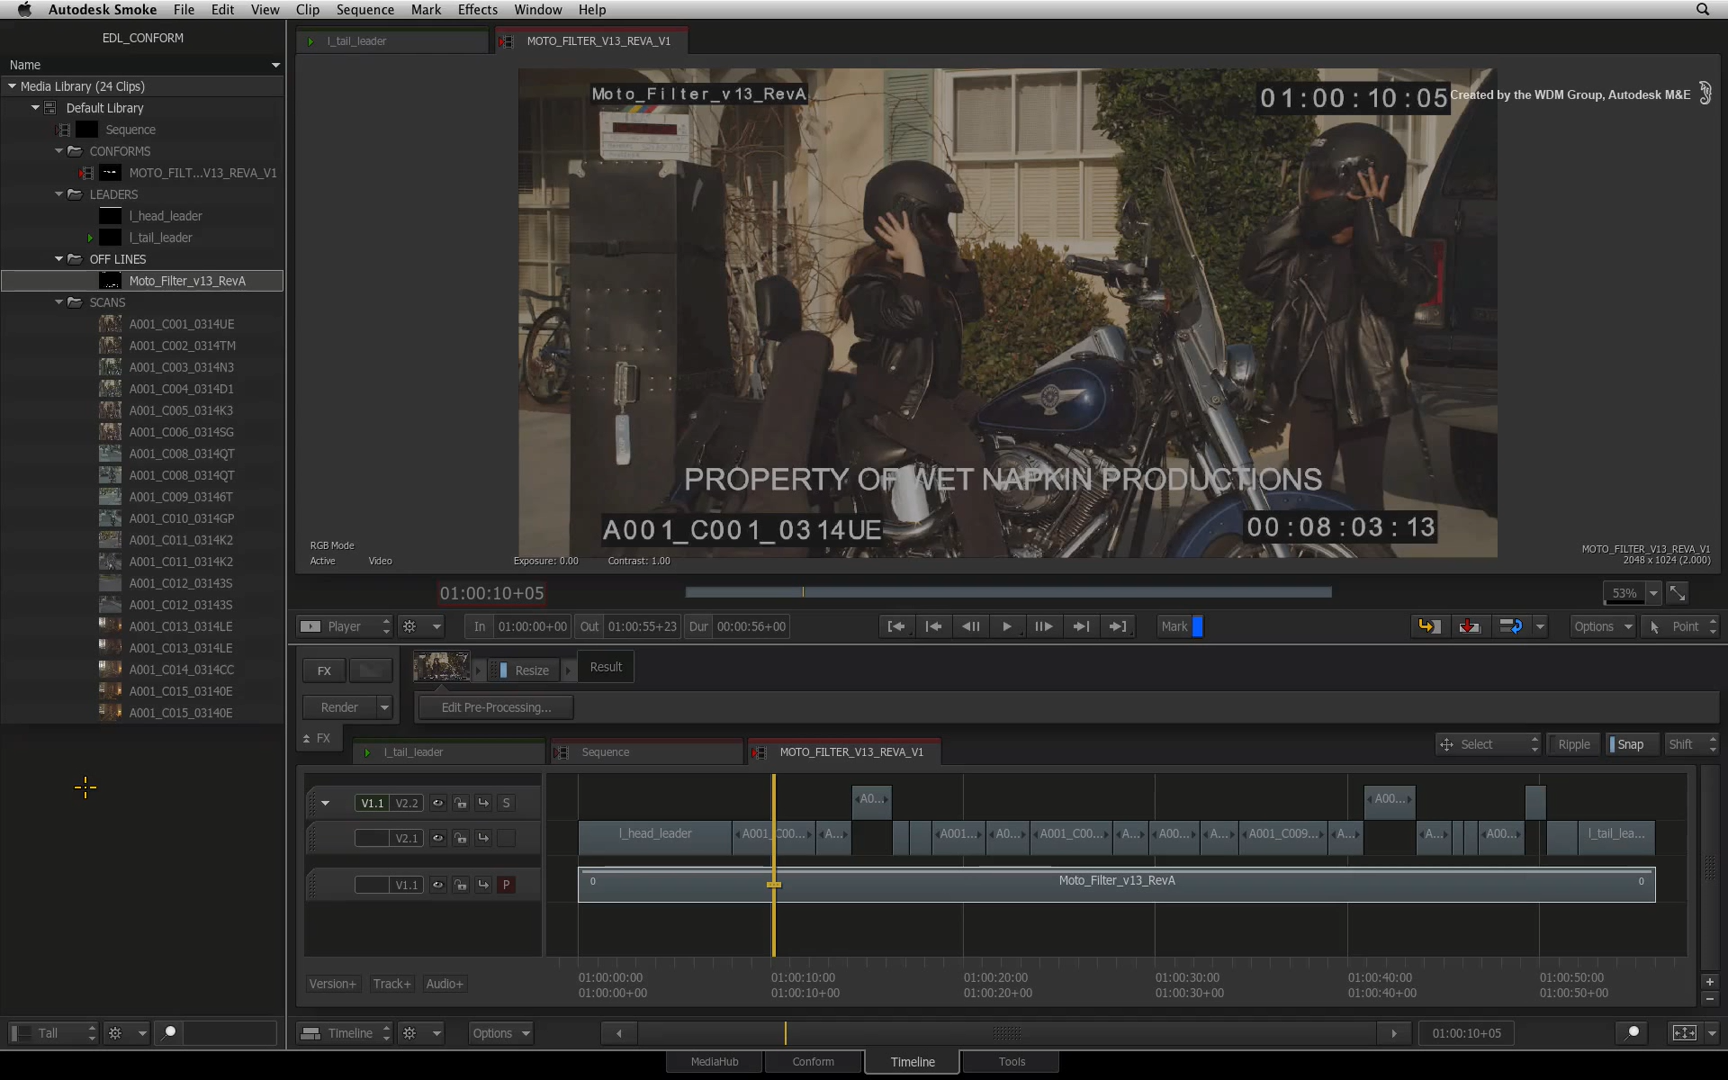 Autodesk Smoke File Edit View Clip Sequence Mark Effects Window Help
EDL_CONFORM
Name
Media Library (24 Clips)
Default Library
Sequence
CONFORMS
MOTO_FILT...V13_REVA_V1
LEADERS
l_head_leader
l_tail_leader
OFF LINES
Moto_Filter_v13_RevA
SCANS
A001_C001_0314UE
A001_C002_0314TM
A001_C003_0314N3
A001_C004_0314D1
A001_C005_0314K3
A001_C006_0314SG
A001_C008_0314QT
A001_C008_0314QT
A001_C009_03146T
A001_C010_0314GP
A001_C011_0314K2
A001_C011_0314K2
A001_C012_03143S
A001_C012_03143S
A001_C013_0314LE
A001_C013_0314LE
A001_C014_0314CC
A001_C015_03140E
A001_C015_03140E
Tall
l_tail_leader MOTO_FILTER_V13_REVA_V1
Moto_Filter_v13_RevA 01:00:10:05 Created by the WDM Group, Autodesk M&E
PROPERTY OF WET NAPKIN PRODUCTIONS
A001_C001_0314UE 00:08:03:13
RGB Mode
Active Video Exposure: 0.00 Contrast: 1.00
MOTO_FILTER_V13_REVA_V1
2048 x 1024 (2.000)
01:00:10+05 53%
Player In 01:00:00+00 Out 01:00:55+23 Dur 00:00:56+00 Mark Options Point
FX Resize Result
Render Edit Pre-Processing...
FX l_tail_leader Sequence MOTO_FILTER_V13_REVA_V1 Select Ripple Snap Shift
V1.1 V2.2 S A0... A00...
V2.1 l_head_leader A001_C00... A... A001... A0... A001_C00... A... A00... A... A001_C009... A... A... A00... l_tail_lea...
V1.1 P 0 Moto_Filter_v13_RevA 0
Version+ Track+ Audio+
01:00:00:00 01:00:10:00 01:00:20:00 01:00:30:00 01:00:40:00 01:00:50:00
01:00:00+00 01:00:10+00 01:00:20+00 01:00:30+00 01:00:40+00 01:00:50+00
Timeline Options 01:00:10+05
MediaHub Conform Timeline Tools